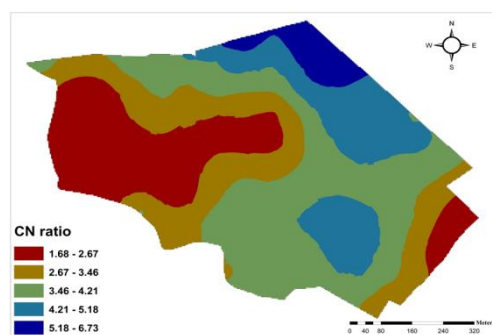 N
W E
S
CN ratio
1.68 - 2.67
2.67 - 3.46
3.46 - 4.21
4.21 - 5.18
5.18 - 6.73
0 40 80 160 240 320